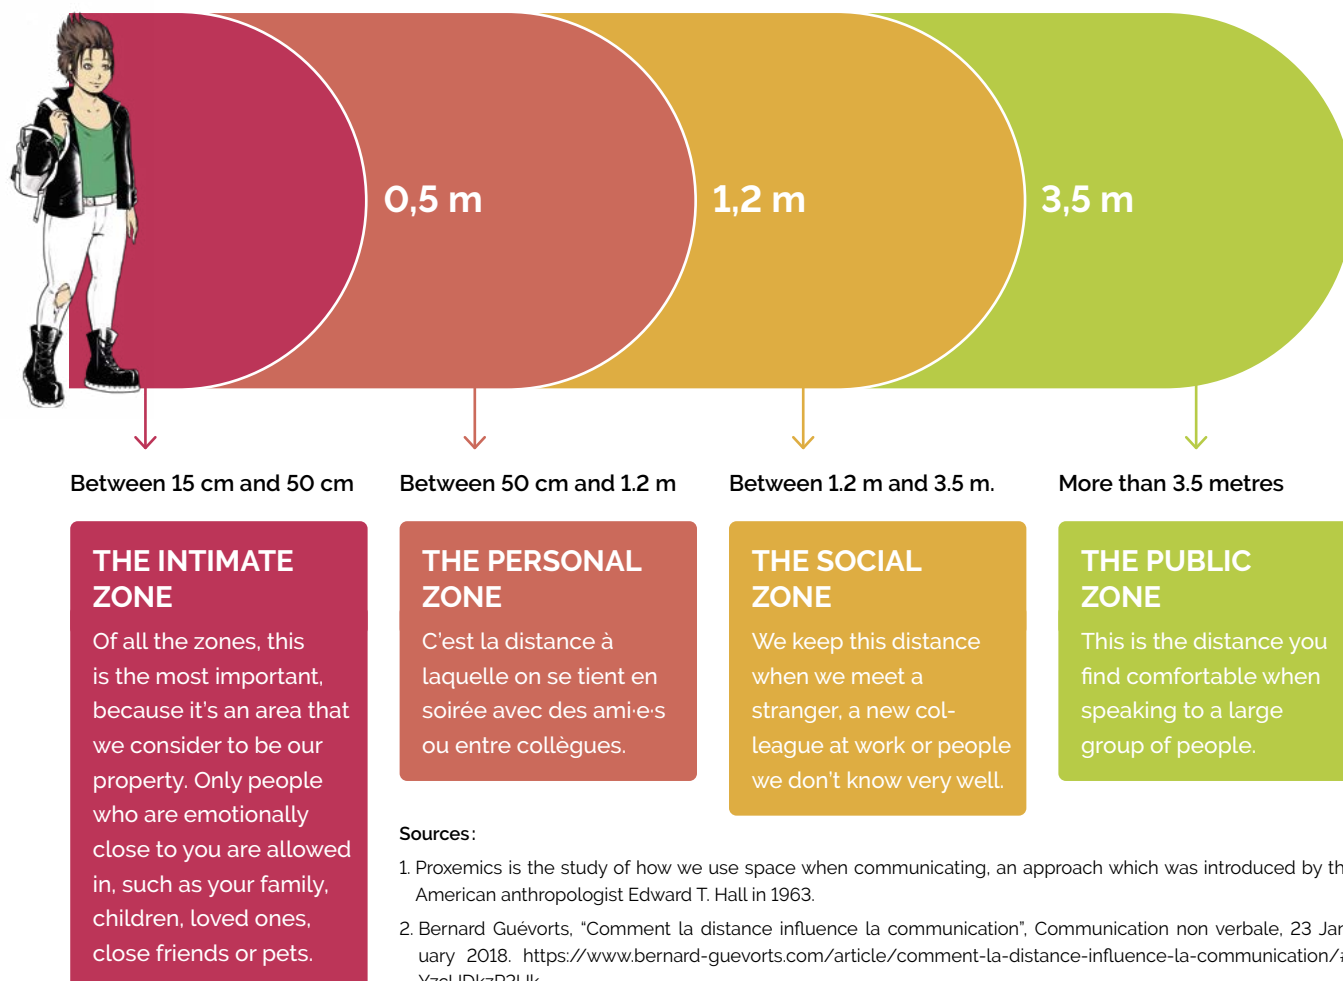 0,5 m
1,2 m
3,5 m
Between 15 cm and 50 cm
Between 50 cm and 1.2 m
Between 1.2 m and 3.5 m.
More than 3.5 metres
THE INTIMATE
ZONE
Of all the zones, this
is the most important,
because it’s an area that
we consider to be our
property. Only people
who are emotionally
close to you are allowed
in, such as your family,
children, loved ones,
close friends or pets.
THE PERSONAL
ZONE
C’est la distance à
laquelle on se tient en
soirée avec des ami·e·s
ou entre collègues.
THE SOCIAL
ZONE
We keep this distance
when we meet a
stranger, a new col-
league at work or people
we don’t know very well.
THE PUBLIC
ZONE
This is the distance you
find comfortable when
speaking to a large
group of people.
Sources :
1. Proxemics is the study of how we use space when communicating, an approach which was introduced by th
American anthropologist Edward T. Hall in 1963.
2. Bernard Guévorts, “Comment la distance influence la communication”, Communication non verbale, 23 Jan
uary 2018. https://www.bernard-guevorts.com/article/comment-la-distance-influence-la-communication/#